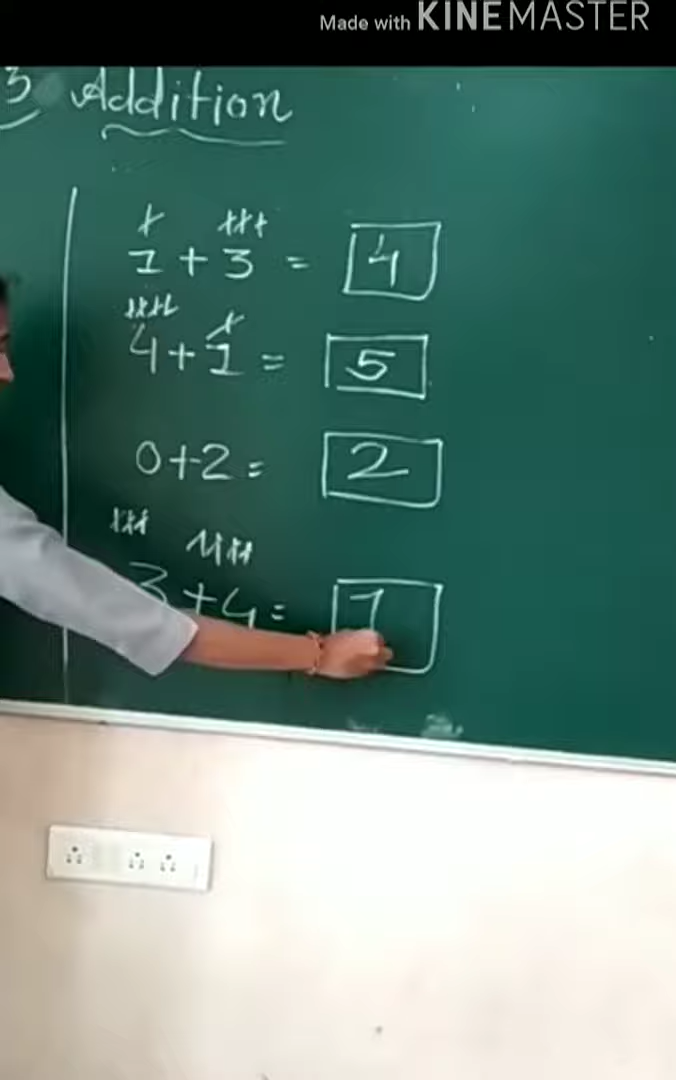 Made with KINEMASTER
3 Addition
1 + 3 = 4
4 + 1 = 5
0 + 2 = 2
3 + 4 = 7